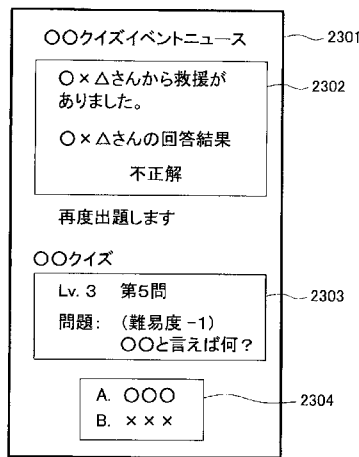 ○○クイズイベントニュース
2301
○×△さんから救援が
ありました。
2302
○×△さんの回答結果
不正解
再度出題します
○○クイズ
Lv. 3 第5問
2303
問題: (難易度 -1)
○○と言えば何?
A. ○○○
2304
B. ×××